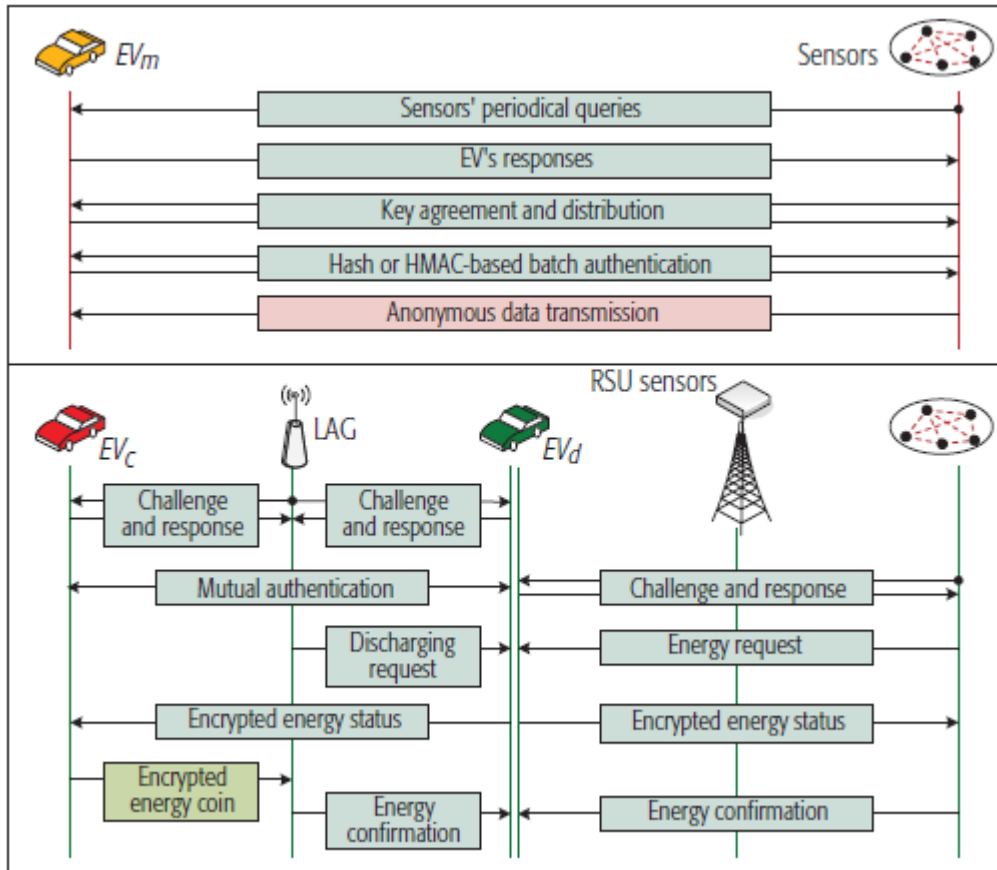 EVm
Sensors
Sensors' periodical queries
EV's responses
Key agreement and distribution
Hash or HMAC-based batch authentication
Anonymous data transmission
RSU sensors
LAG
EVC
EVd
Challenge
and response
Challenge
and response
Mutual authentication
Challenge and response
Discharging
request
Energy request
Encrypted energy status
Encrypted energy status
Encrypted
energy coin
Energy
confirmation
Energy confirmation